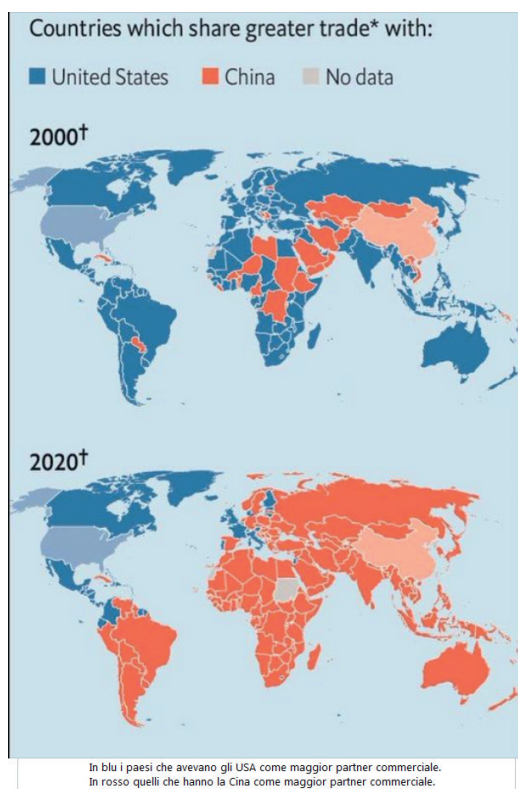 Countries which share greater trade* with:
United States China No data
2000†
2020†
In blu i paesi che avevano gli USA come maggior partner commerciale.
In rosso quelli che hanno la Cina come maggior partner commerciale.